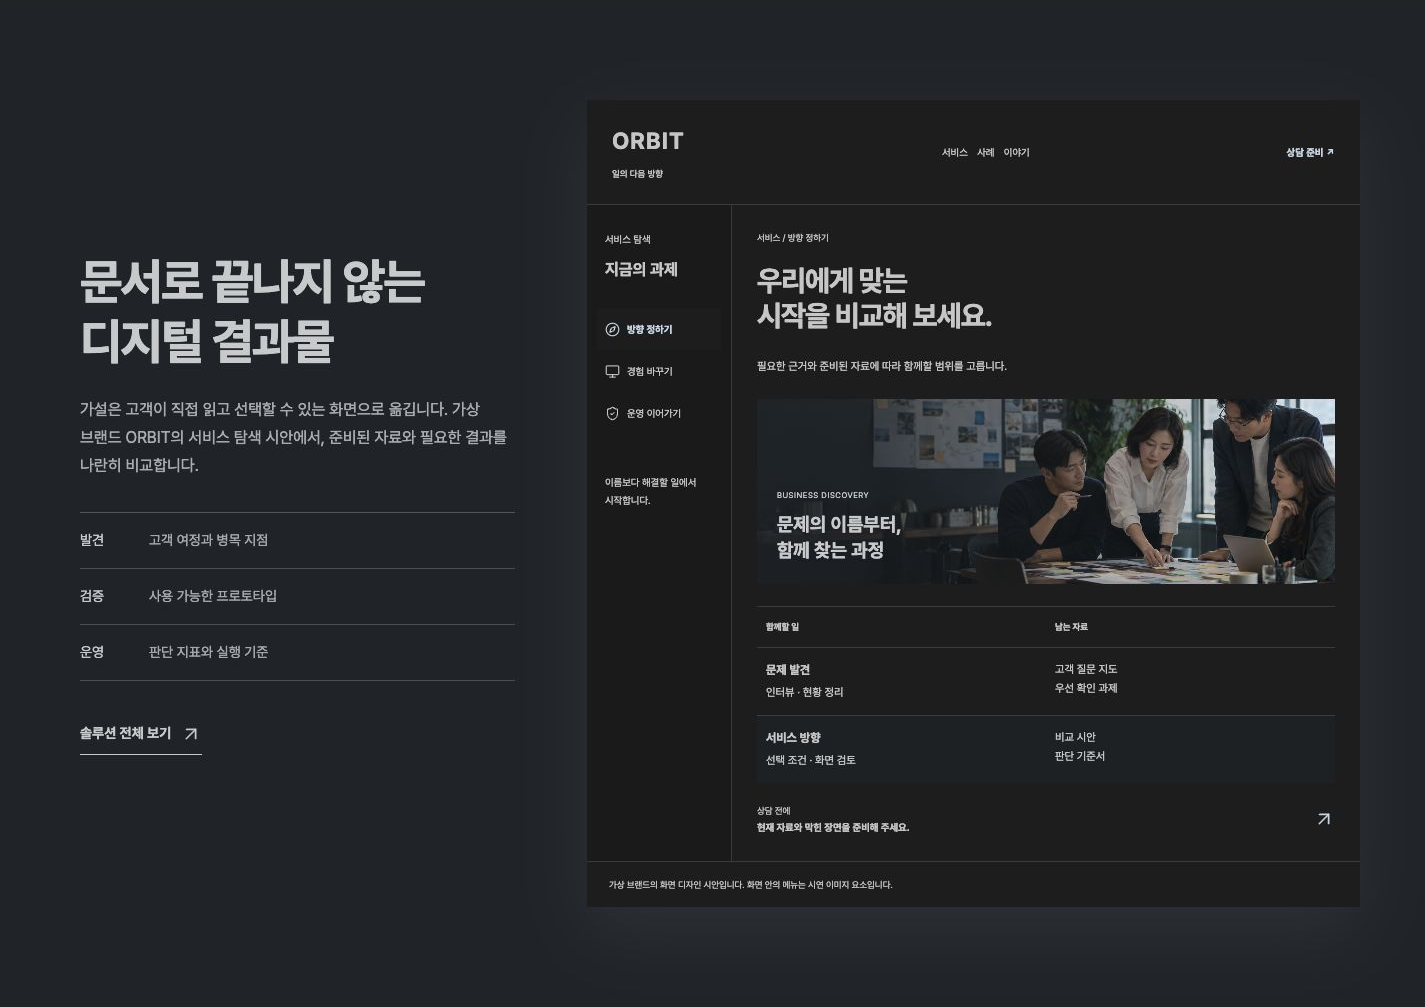 문서로 끝나지 않는
디지털 결과물
가설은 고객이 직접 읽고 선택할 수 있는 화면으로 옮깁니다. 가상
브랜드 ORBIT의 서비스 탐색 시안에서, 준비된 자료와 필요한 결과를
나란히 비교합니다.
발견 고객 여정과 병목 지점
검증 사용 가능한 프로토타입
운영 판단 지표와 실행 기준
솔루션 전체 보기
ORBIT
일의 다음 방향
서비스 사례 이야기
상담 준비
서비스 탐색
지금의 과제
방향 정하기
경험 바꾸기
운영 이어가기
이름보다 해결할 일에서
시작합니다.
서비스 / 방향 정하기
우리에게 맞는
시작을 비교해 보세요.
필요한 근거와 준비된 자료에 따라 함께할 범위를 고릅니다.
BUSINESS DISCOVERY
문제의 이름부터,
함께 찾는 과정
함께할 일 남는 자료
문제 발견
인터뷰 · 현황 정리
고객 질문 지도
우선 확인 과제
서비스 방향
선택 조건 · 화면 검토
비교 시안
판단 기준서
상담 전에
현재 자료와 막힌 장면을 준비해 주세요.
가상 브랜드의 화면 디자인 시안입니다. 화면 안의 메뉴는 시연 이미지 요소입니다.